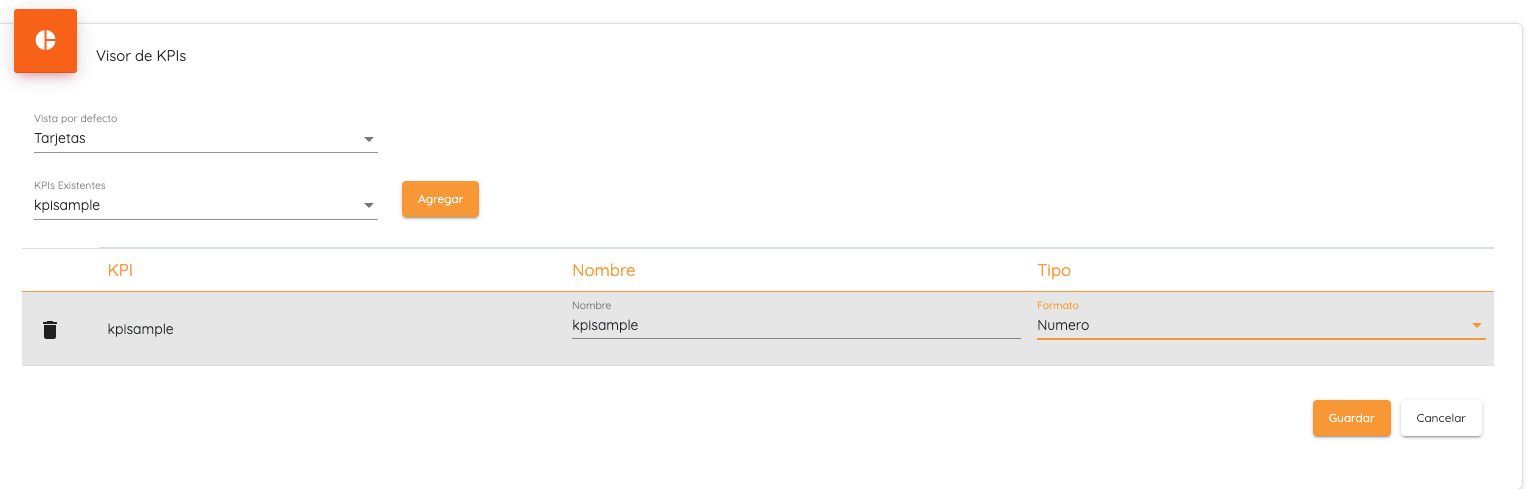 Visor de KPIs
Vista por defecto
Tarjetas
KPIs Existentes
kpisample
Agregar
KPI Nombre Tipo
Nombre Formato
kpisample kpisample Numero
Guardar Cancelar